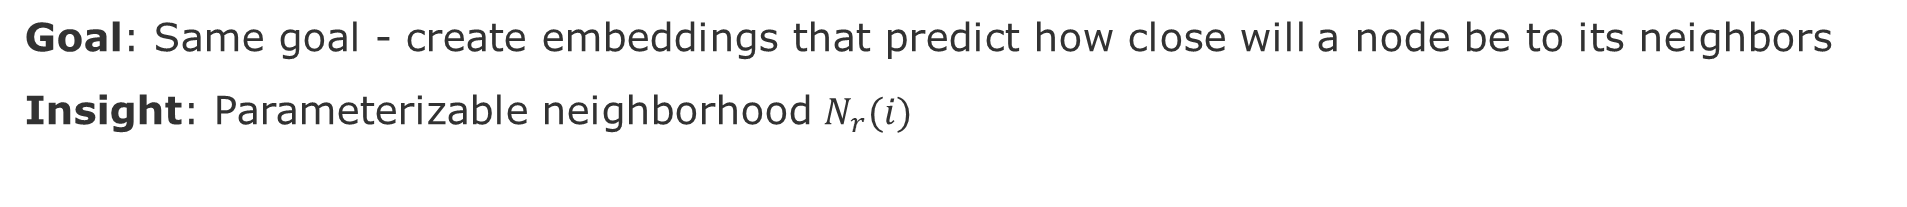 Goal: Same goal - create embeddings that predict how close will a node be to its neighbors
Insight: Parameterizable neighborhood $N_r(i)$